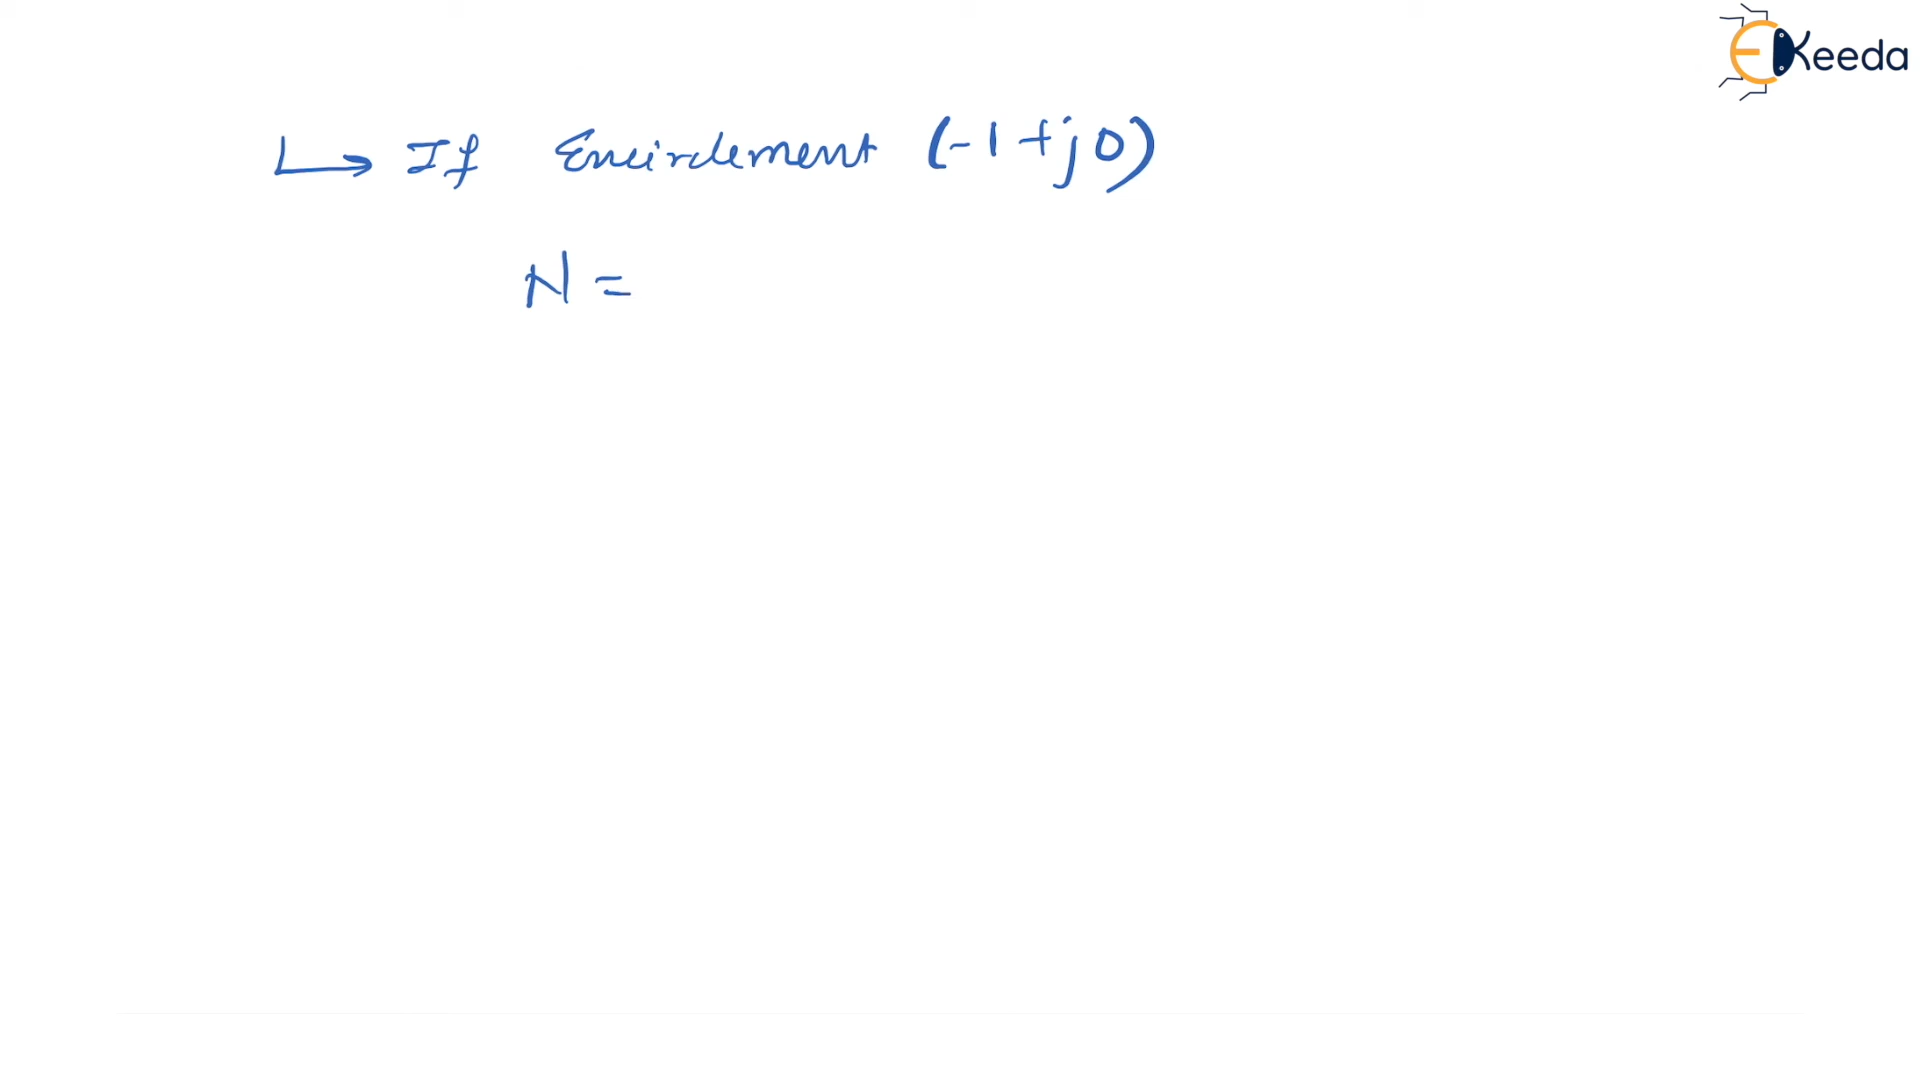 EKeeda
↳ If Encirclement (-1+j0)
N =